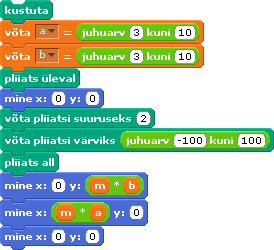 kustuta
võta a = juhuarv 3 kuni 10
võta b = juhuarv 3 kuni 10
pliiats üleval
mine x: 0 y: 0
võta pliiatsi suuruseks 2
võta pliiatsi värviks juhuarv -100 kuni 100
pliiats all
mine x: 0 y: m * b
mine x: m * a y: 0
mine x: 0 y: 0